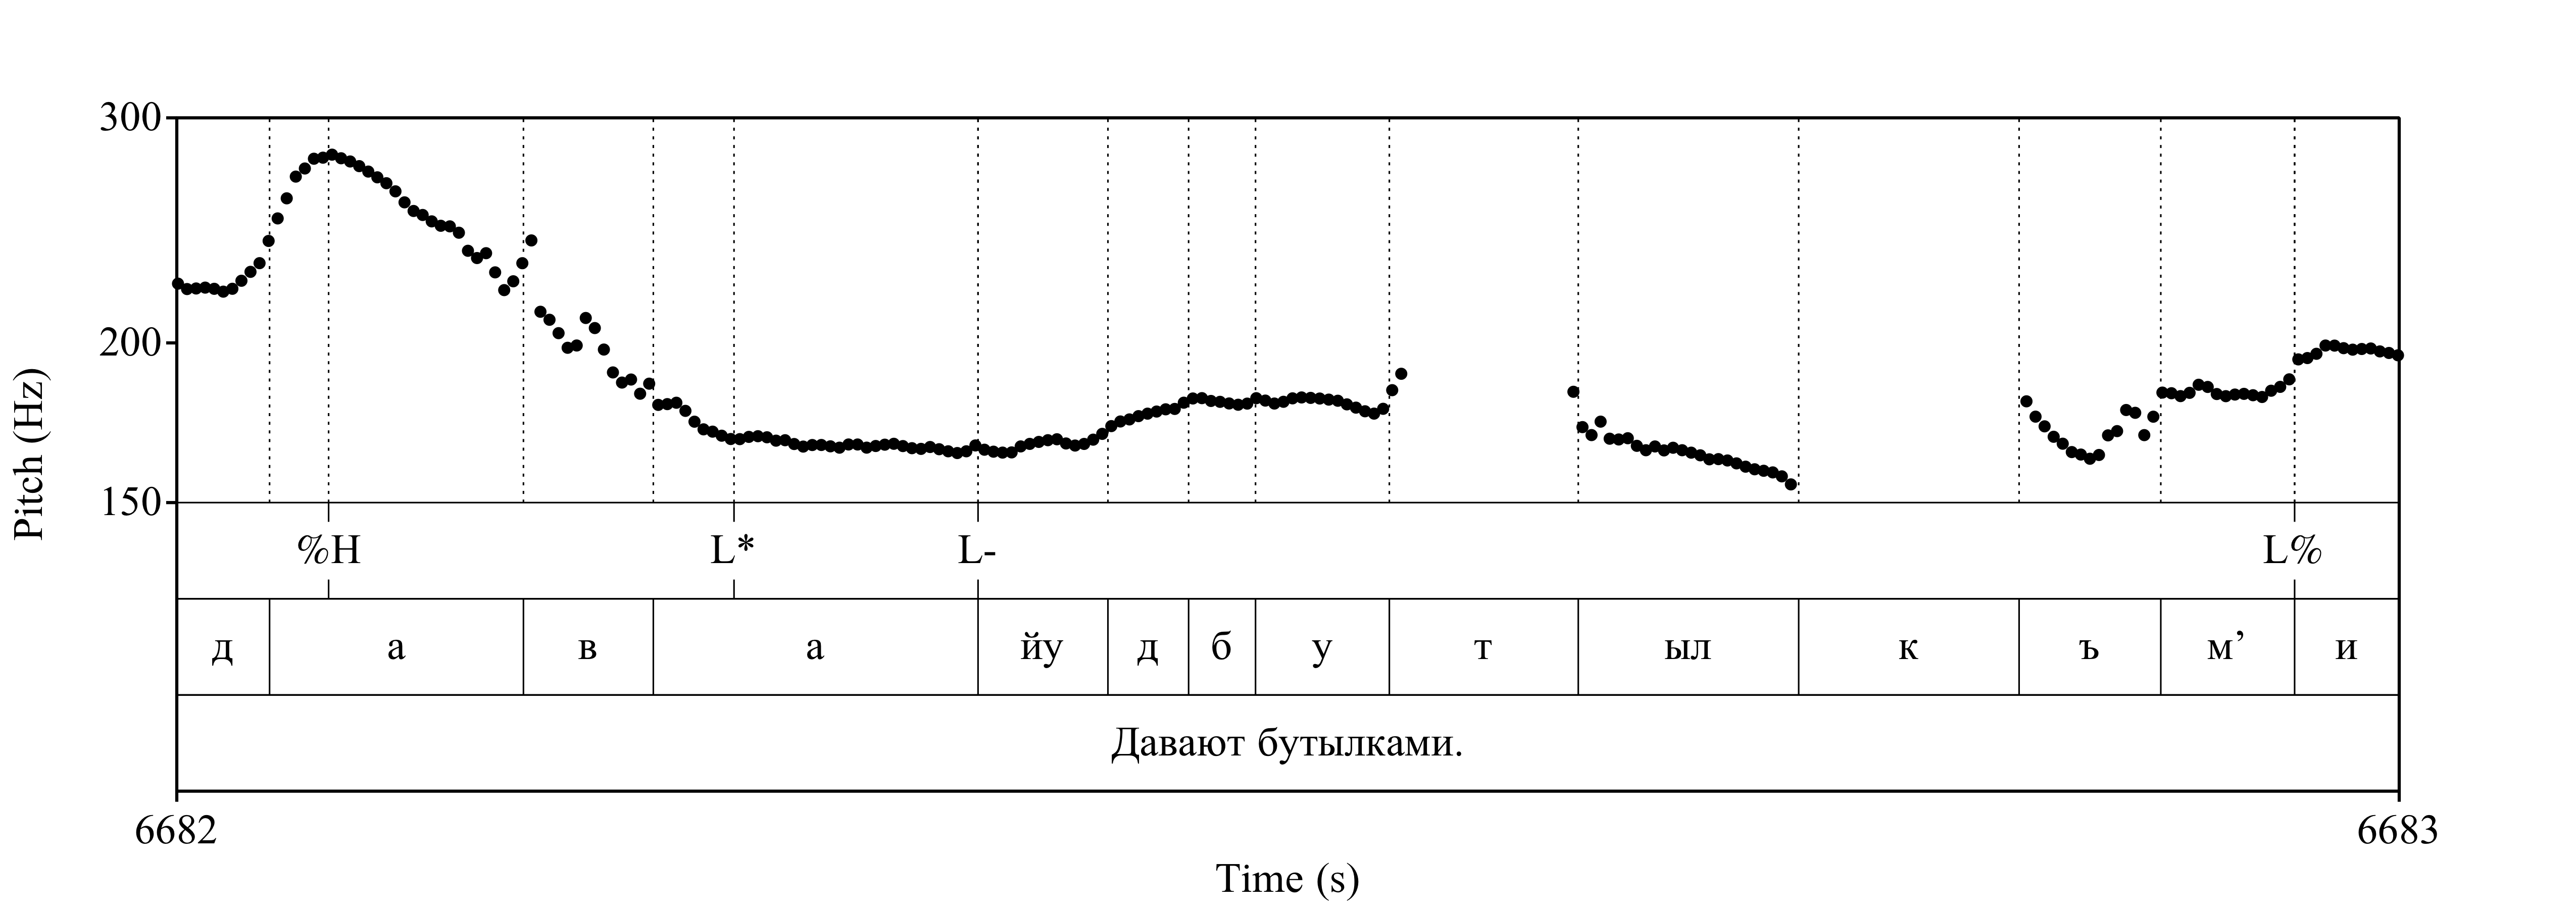 300
200
150
Pitch (Hz)
%H L* L- L%
д а в а йу д б у т ыл к ъ м’ и
Давают бутылками.
6682 6683
Time (s)